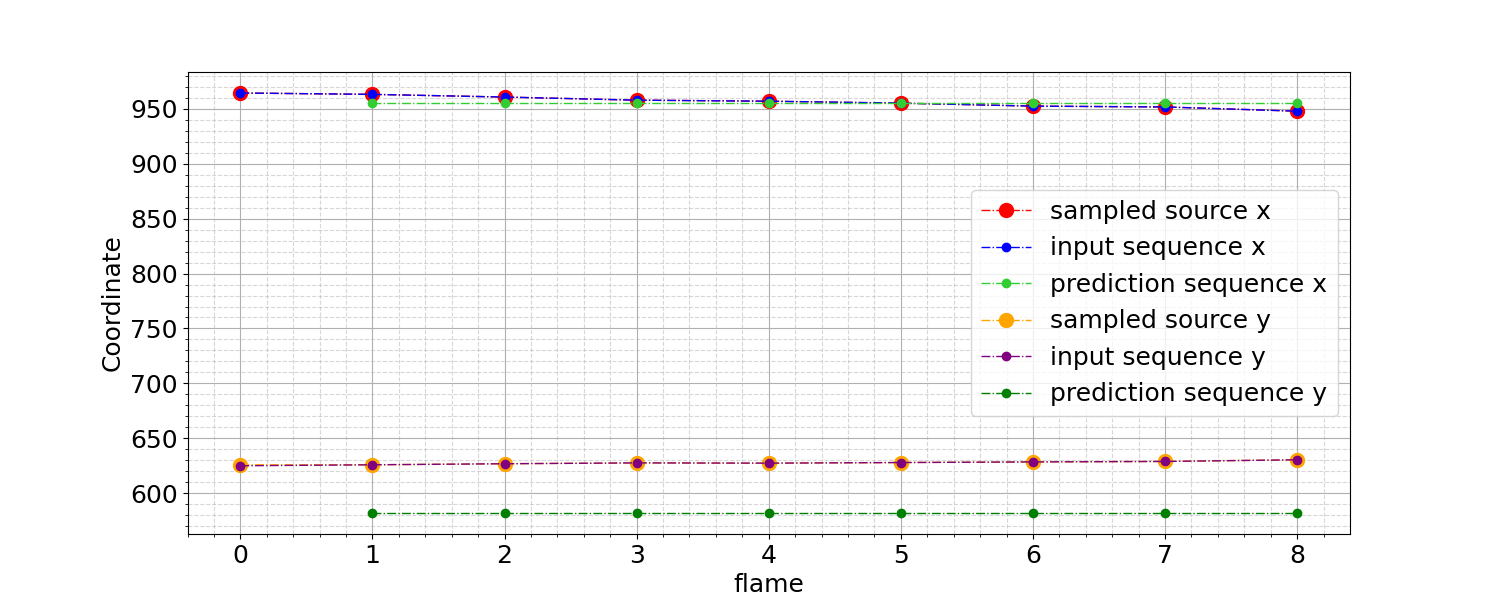 Coordinate
950
900
850
800
750
700
650
600
sampled source x
input sequence x
prediction sequence x
sampled source y
input sequence y
prediction sequence y
0 1 2 3 4 5 6 7 8
flame